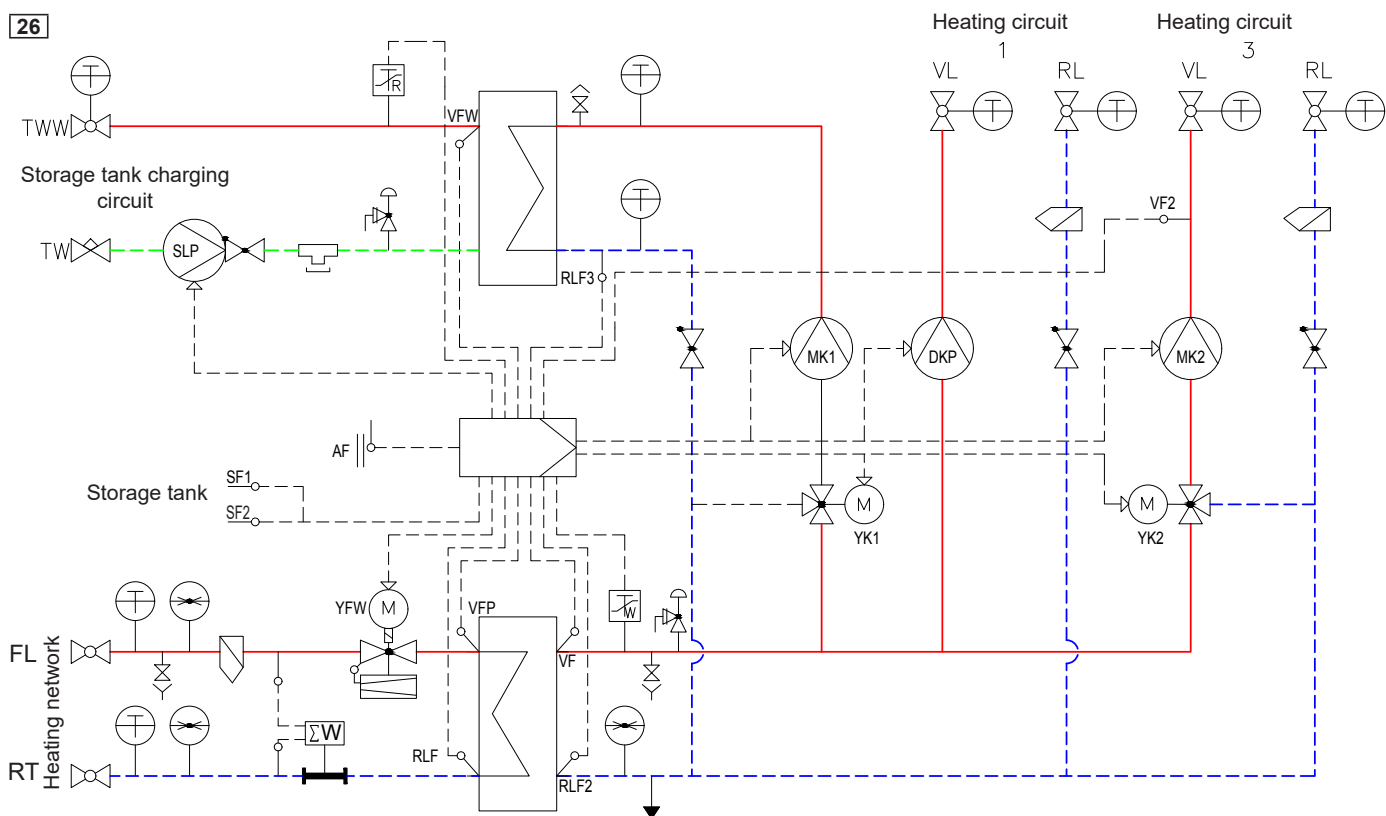 26
Heating circuit
1
Heating circuit
3
VL
RL
VL
RL
T
T
T
T
T
R
T
TWW
VFW
Storage tank charging
circuit
T
VF2
TW
SLP
RLF3
MK1
DKP
MK2
AF
Storage tank
SF1
SF2
M
YK1
M
YK2
T
YFW
M
VFP
W
FL
VF
Heating network
T
ΣW
RLF
RT
RLF2